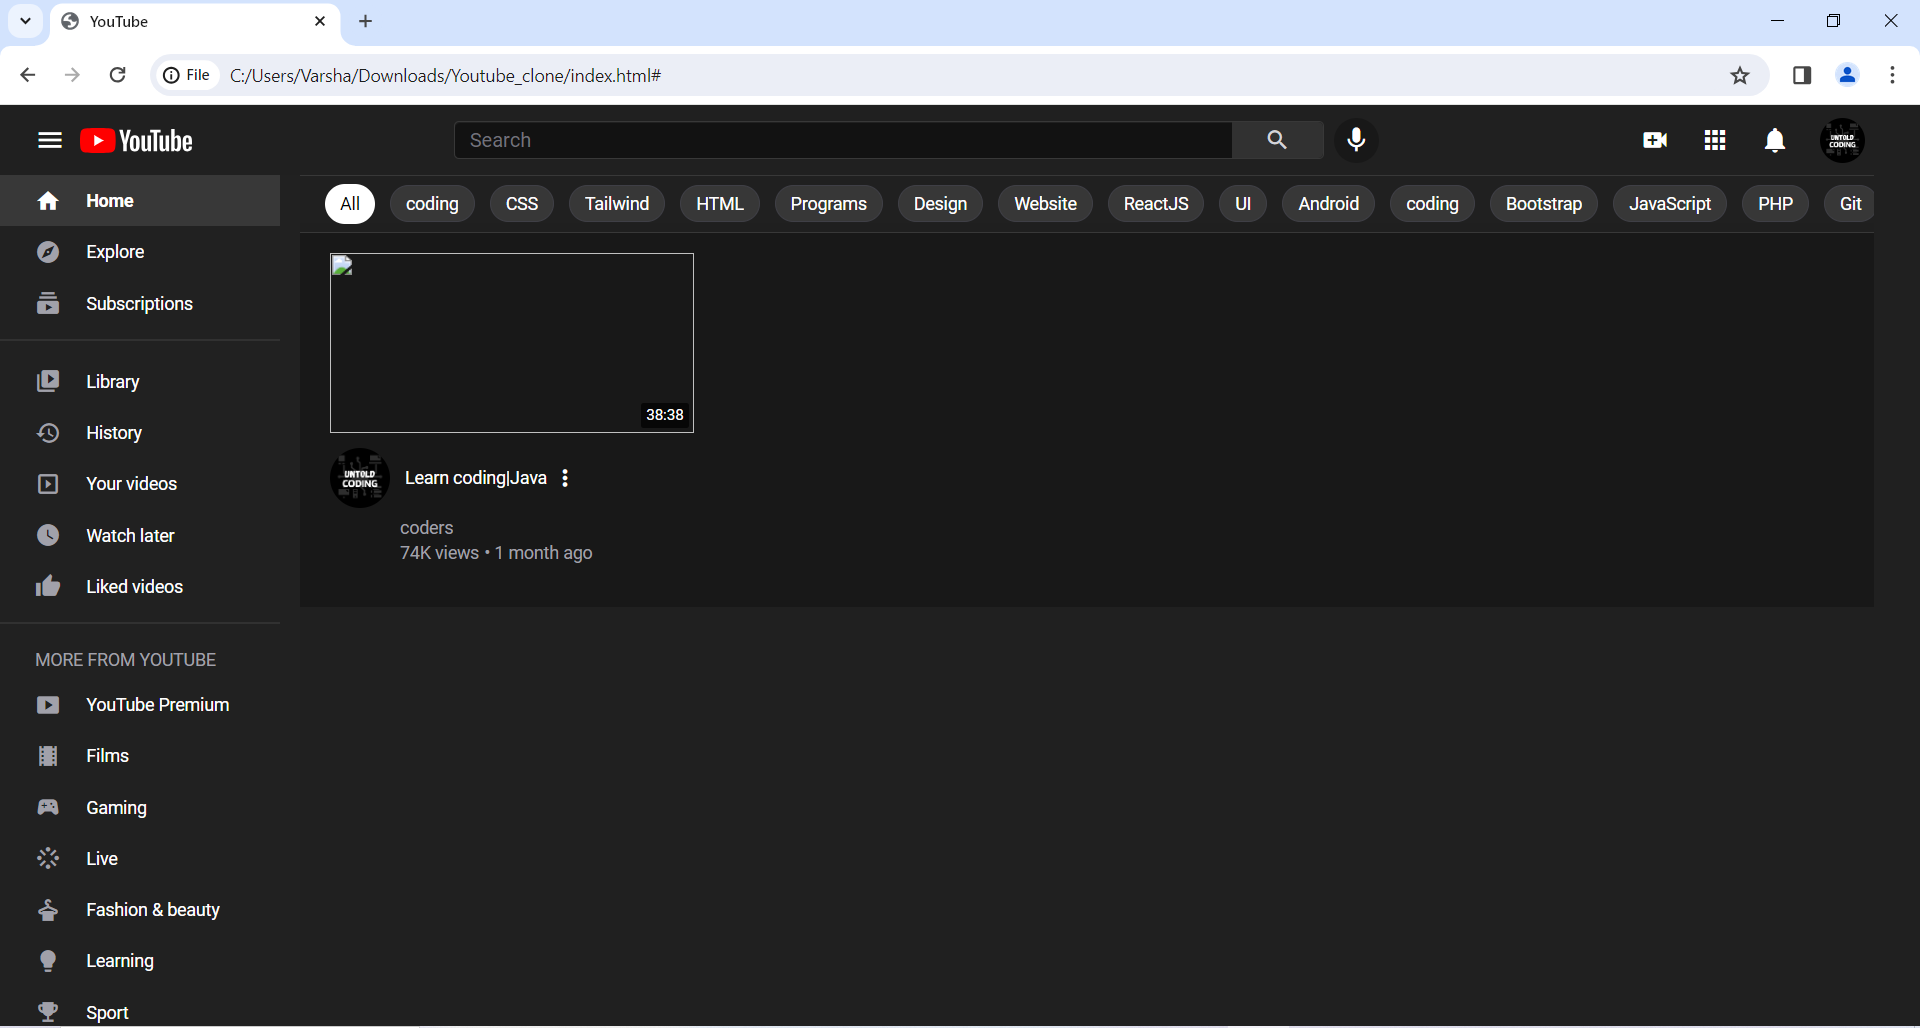 YouTube
File
C:/Users/Varsha/Downloads/Youtube_clone/index.html#
YouTube
Search
UNTOLD
CODING
Home
Explore
Subscriptions
Library
History
Your videos
Watch later
Liked videos
MORE FROM YOUTUBE
YouTube Premium
Films
Gaming
Live
Fashion & beauty
Learning
Sport
All coding CSS Tailwind HTML Programs Design Website ReactJS UI Android coding Bootstrap JavaScript PHP Git
38:38
UNTOLD
CODING
Learn coding|Java
coders
74K views • 1 month ago